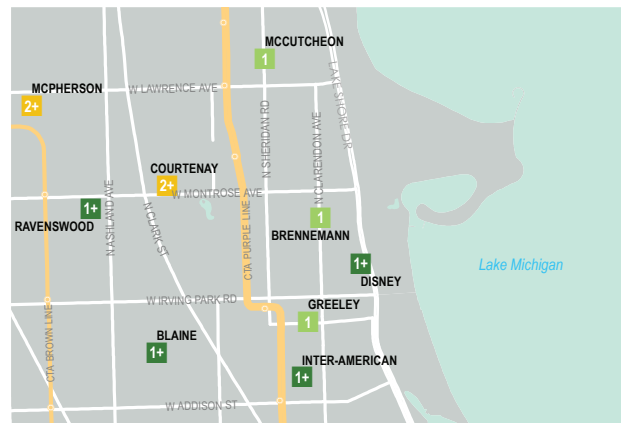 MCCUTCHEON
1
LAKE SHORE DR
MCPHERSON
2+
W LAWRENCE AVE
N SHERIDAN RD
N CLARENDON AVE
COURTENAY
2+
W MONTROSE AVE
1+
RAVENSWOOD
N ASHLAND AVE
N CLARK ST
CTA PURPLE LINE
1
BRENNEMANN
1+
DISNEY
Lake Michigan
W IRVING PARK RD
GREELEY
1
CTA BROWN LINE
BLAINE
1+
INTER-AMERICAN
1+
W ADDISON ST